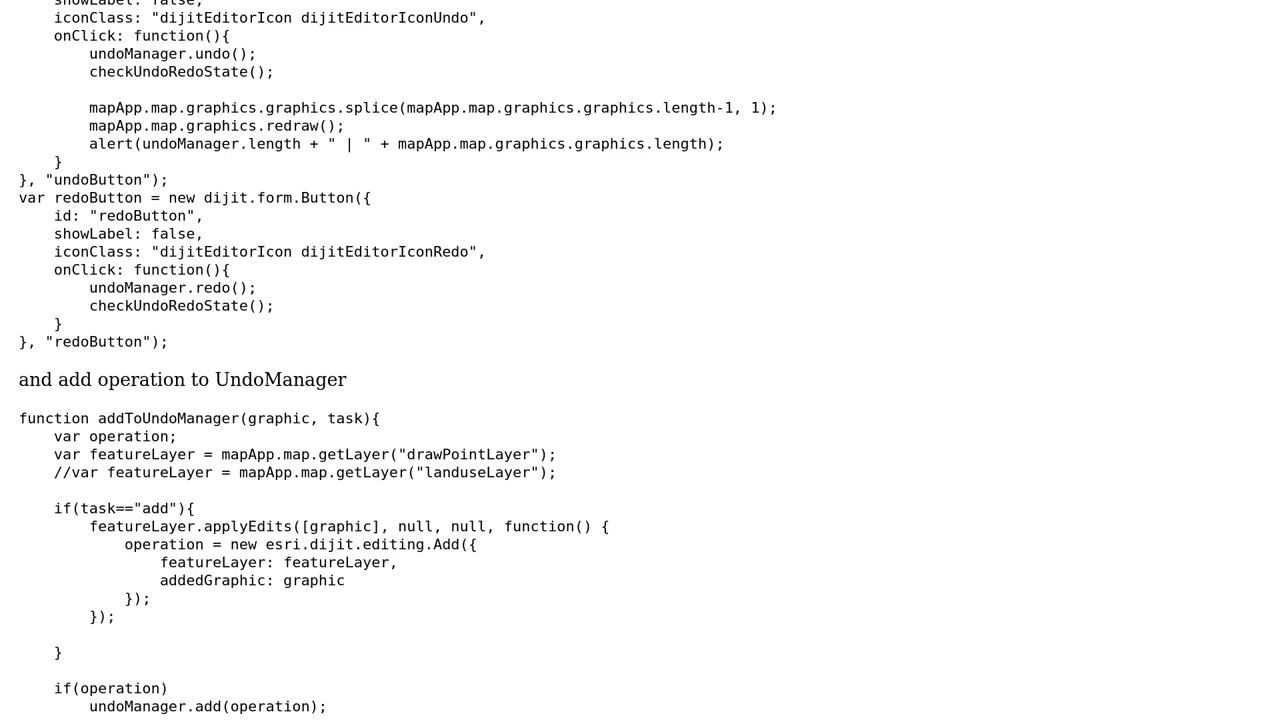 showLabel: false,
iconClass: "dijitEditorIcon dijitEditorIconUndo",
onClick: function(){
undoManager.undo();
checkUndoRedoState();
mapApp.map.graphics.graphics.splice(mapApp.map.graphics.graphics.length-1, 1);
mapApp.map.graphics.redraw();
alert(undoManager.length + " | " + mapApp.map.graphics.graphics.length);
}
}, "undoButton");
var redoButton = new dijit.form.Button({
id: "redoButton",
showLabel: false,
iconClass: "dijitEditorIcon dijitEditorIconRedo",
onClick: function(){
undoManager.redo();
checkUndoRedoState();
}
}, "redoButton");
and add operation to UndoManager
function addToUndoManager(graphic, task){
var operation;
var featureLayer = mapApp.map.getLayer("drawPointLayer");
//var featureLayer = mapApp.map.getLayer("landuseLayer");
if(task=="add"){
featureLayer.applyEdits([graphic], null, null, function() {
operation = new esri.dijit.editing.Add({
featureLayer: featureLayer,
addedGraphic: graphic
});
});
}
if(operation)
undoManager.add(operation);